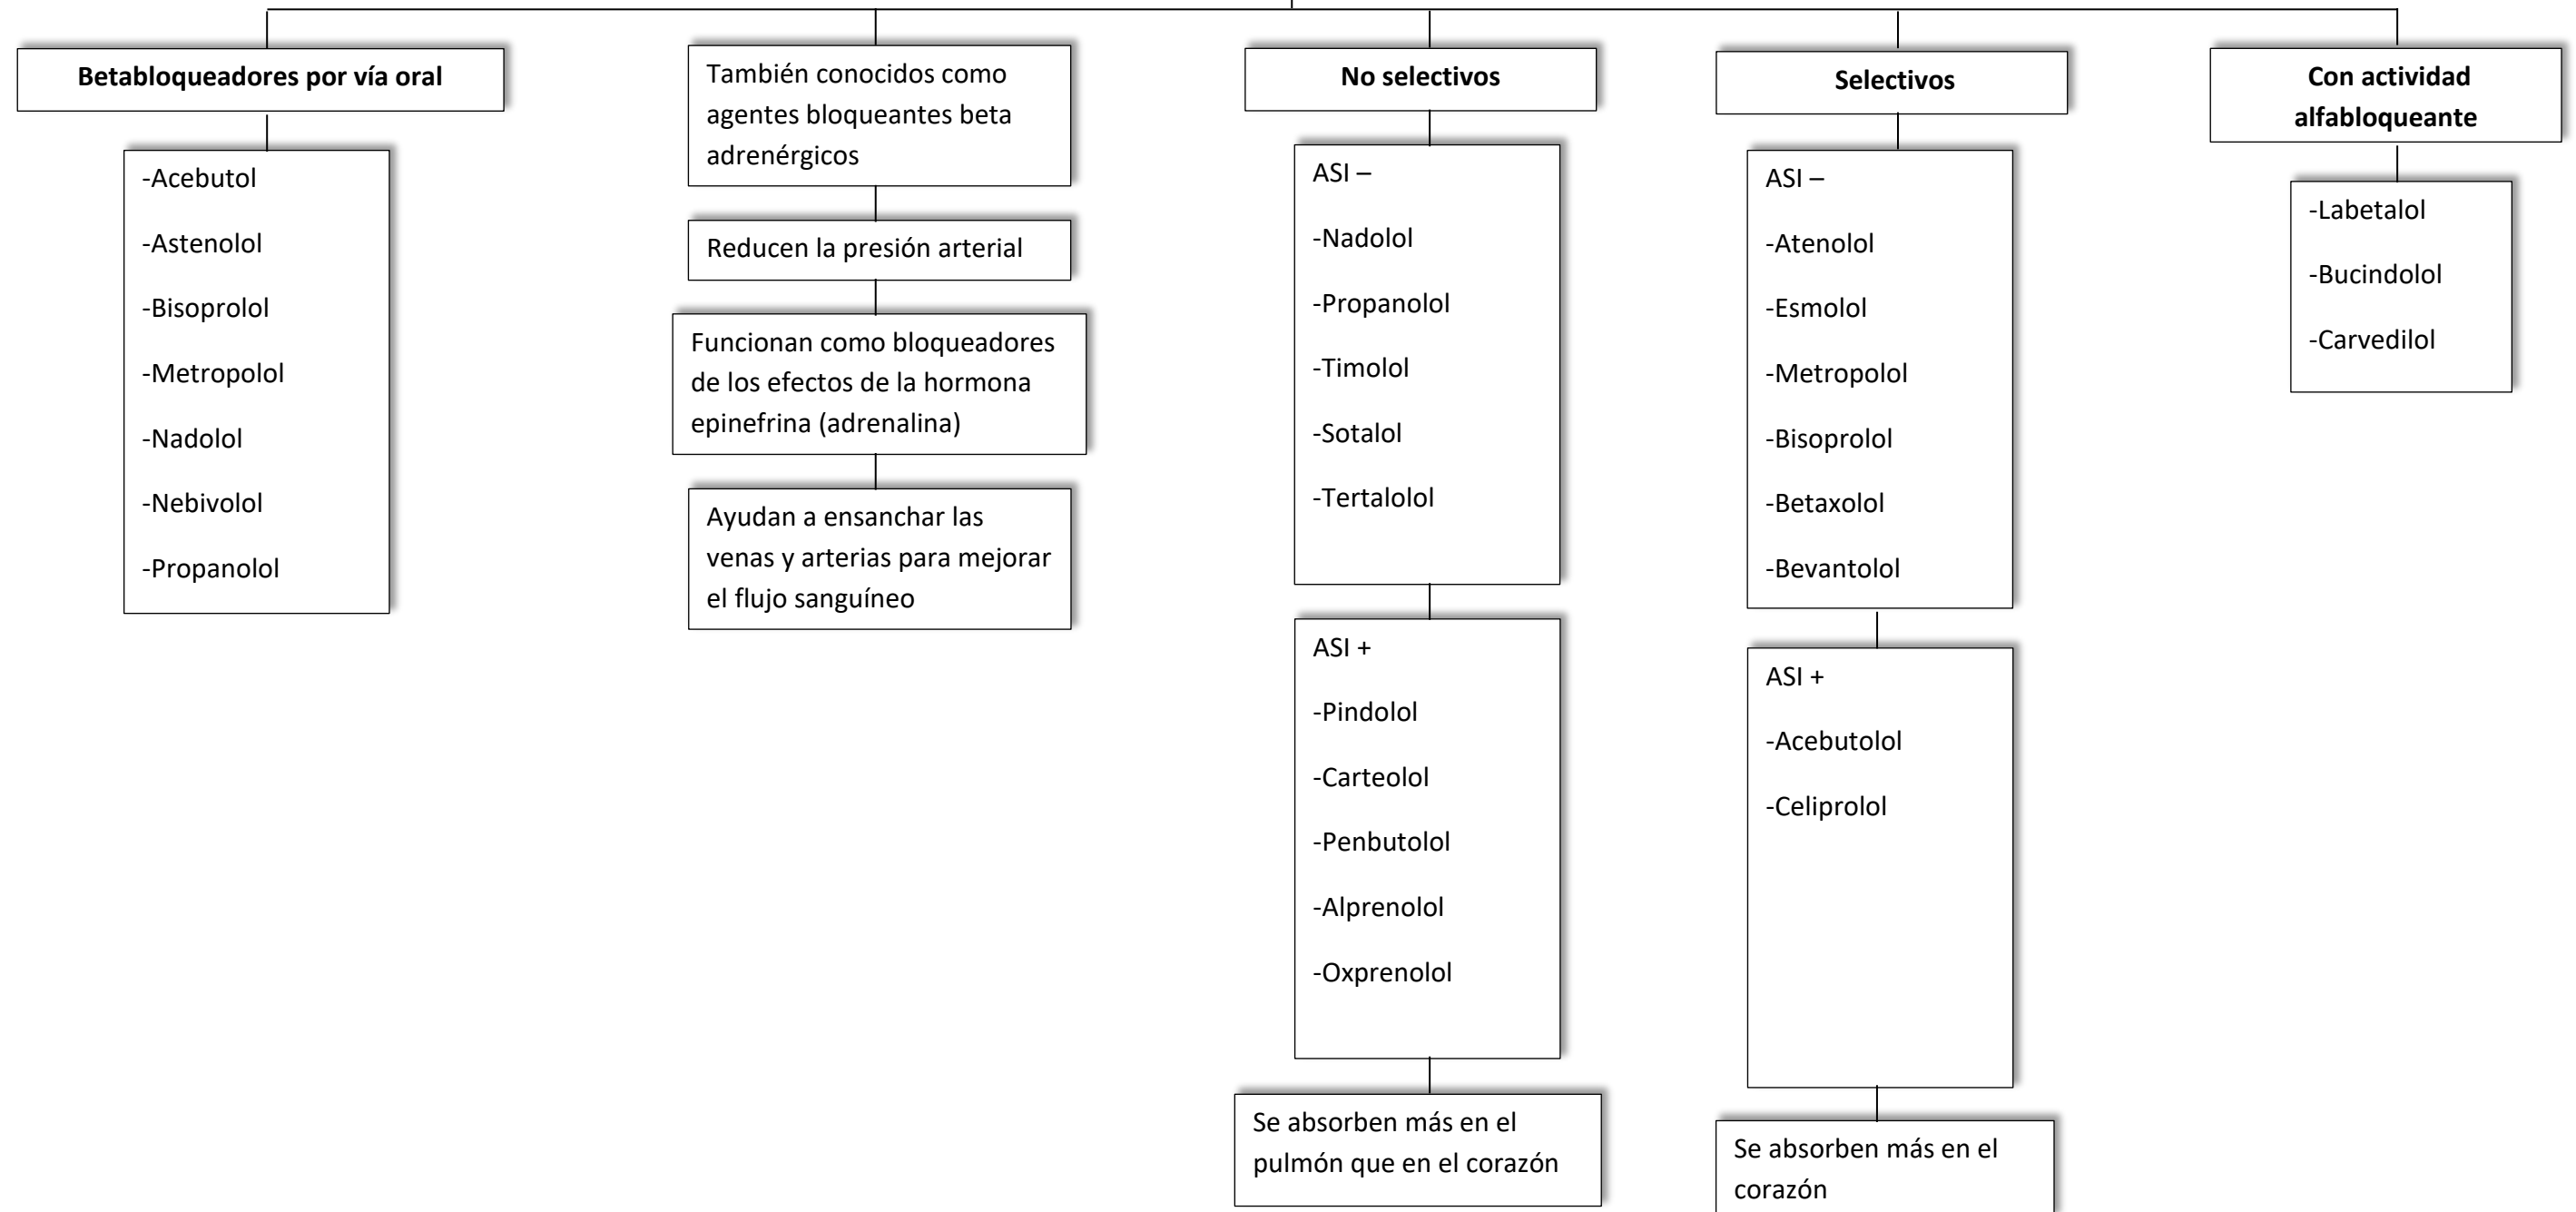 Betabloqueadores por vía oral
-Acebutol
-Astenolol
-Bisoprolol
-Metropolol
-Nadolol
-Nebivolol
-Propanolol
También conocidos como
agentes bloqueantes beta
adrenérgicos
Reducen la presión arterial
Funcionan como bloqueadores
de los efectos de la hormona
epinefrina (adrenalina)
Ayudan a ensanchar las
venas y arterias para mejorar
el flujo sanguíneo
No selectivos
ASI –
-Nadolol
-Propanolol
-Timolol
-Sotalol
-Tertalolol
ASI +
-Pindolol
-Carteolol
-Penbutolol
-Alprenolol
-Oxprenolol
Se absorben más en el
pulmón que en el corazón
Selectivos
ASI –
-Atenolol
-Esmolol
-Metropolol
-Bisoprolol
-Betaxolol
-Bevantolol
ASI +
-Acebutolol
-Celiprolol
Se absorben más en el
corazón
Con actividad
alfabloqueante
-Labetalol
-Bucindolol
-Carvedilol